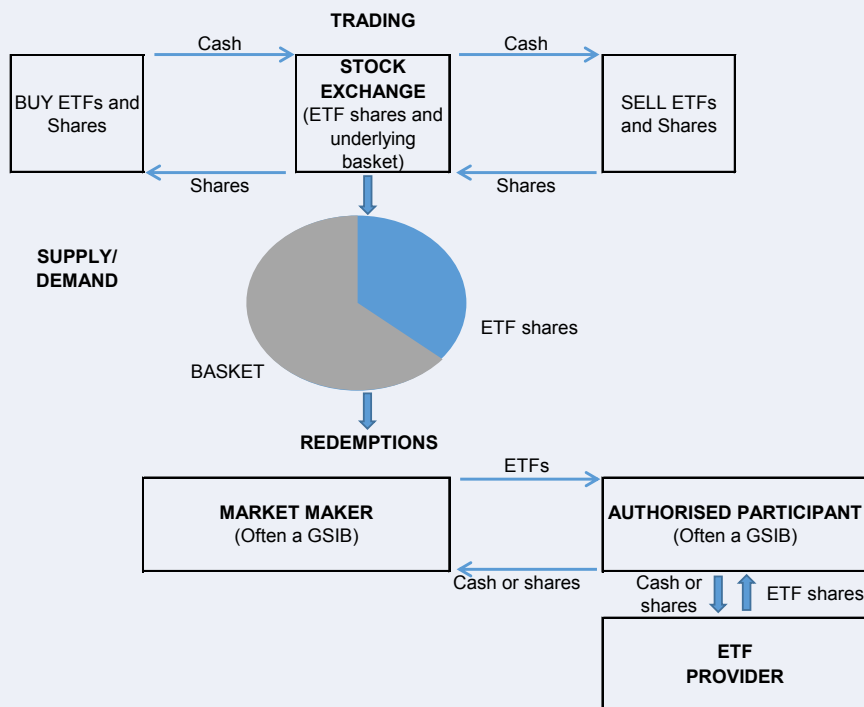 TRADING
Cash
Cash
BUY ETFs and
Shares
STOCK
EXCHANGE
(ETF shares and
underlying
basket)
SELL ETFs
and Shares
Shares
Shares
SUPPLY/
DEMAND
ETF shares
BASKET
REDEMPTIONS
ETFs
MARKET MAKER
(Often a GSIB)
AUTHORISED PARTICIPANT
(Often a GSIB)
Cash or shares
Cash or
shares
ETF shares
ETF
PROVIDER